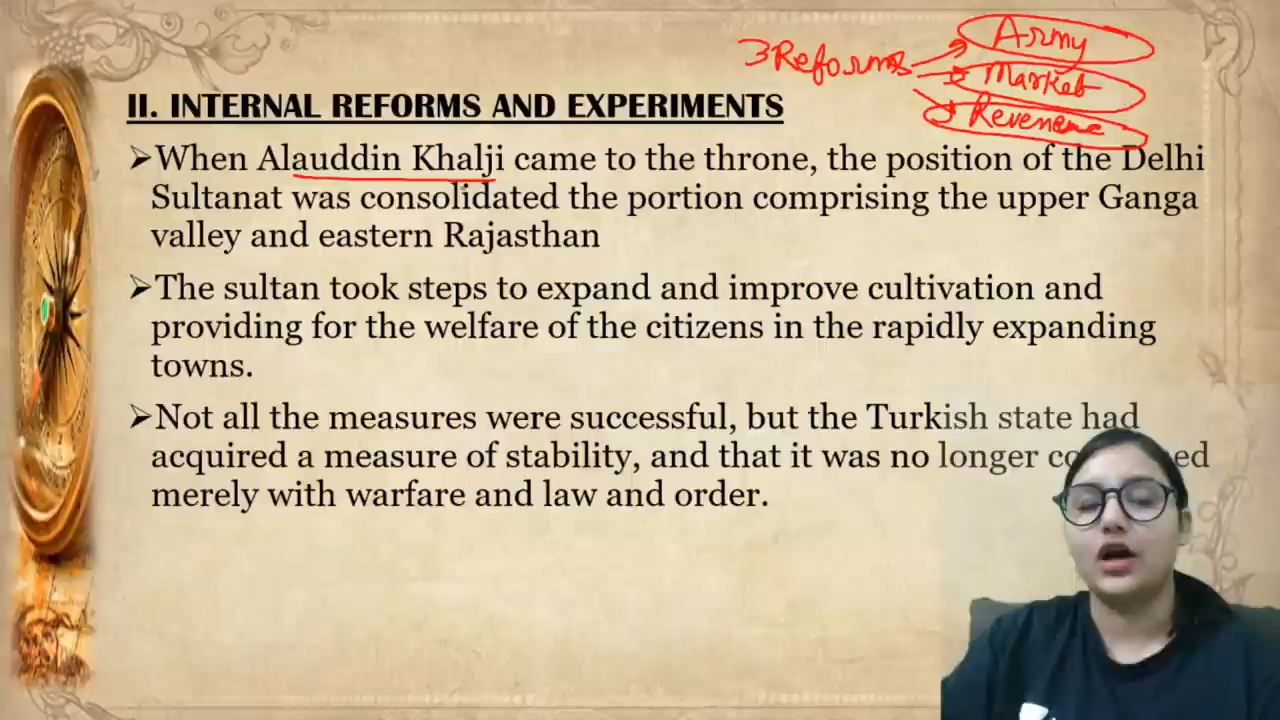 3 Reforms
Army
Market
Revenue
II. INTERNAL REFORMS AND EXPERIMENTS
➢When Alauddin Khalji came to the throne, the position of the Delhi
Sultanat was consolidated the portion comprising the upper Ganga
valley and eastern Rajasthan
➢The sultan took steps to expand and improve cultivation and
providing for the welfare of the citizens in the rapidly expanding
towns.
➢Not all the measures were successful, but the Turkish state had
acquired a measure of stability, and that it was no longer
merely with warfare and law and order.